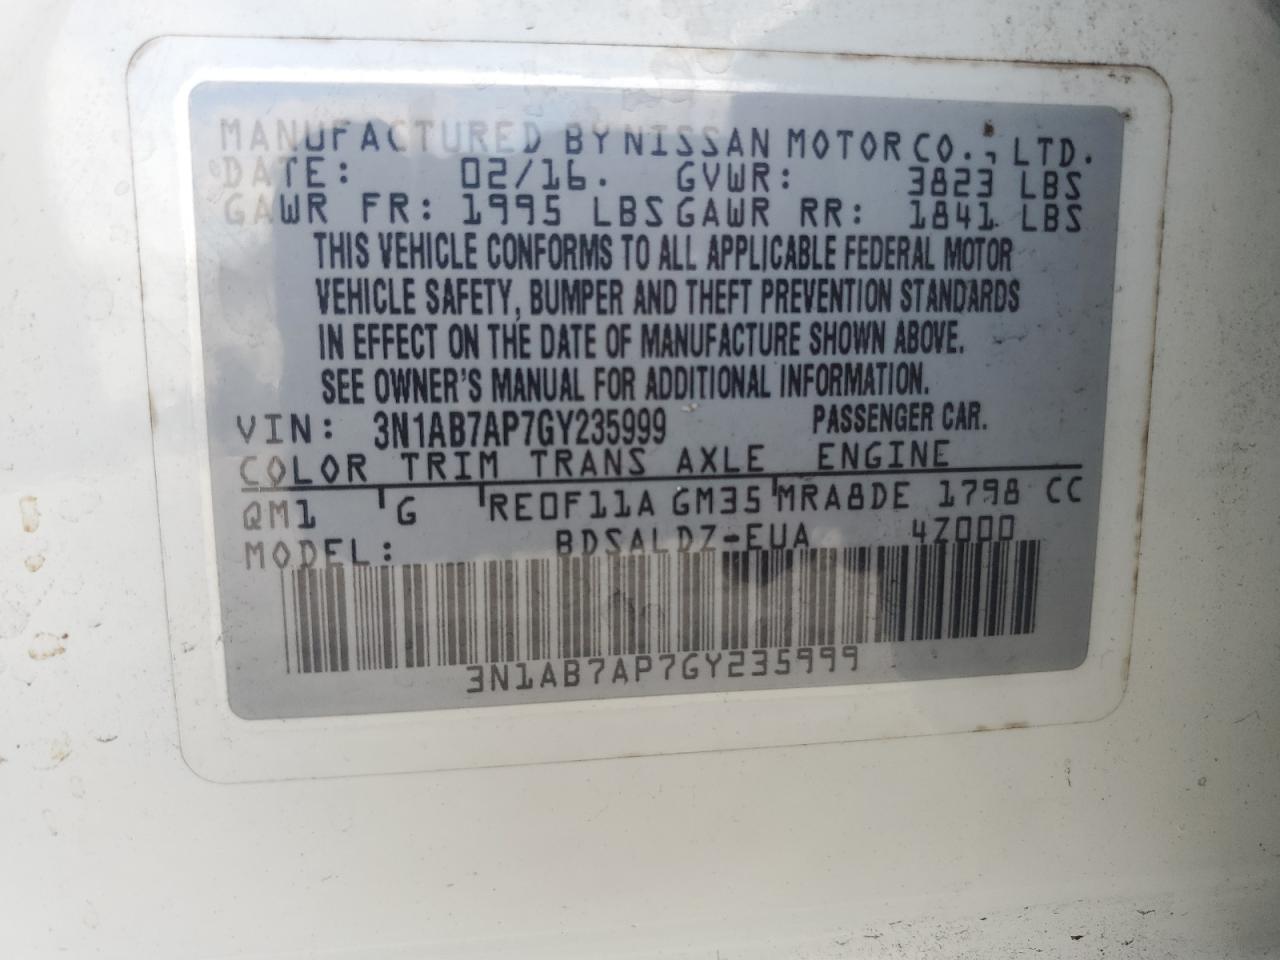 MANUFACTURED BY NISSAN MOTOR CO., LTD.
DATE: 02/16. GVWR: 3823 LBS
GAWR FR: 1995 LBS GAWR RR: 1841 LBS
THIS VEHICLE CONFORMS TO ALL APPLICABLE FEDERAL MOTOR
VEHICLE SAFETY, BUMPER AND THEFT PREVENTION STANDARDS
IN EFFECT ON THE DATE OF MANUFACTURE SHOWN ABOVE.
SEE OWNER'S MANUAL FOR ADDITIONAL INFORMATION.
VIN: 3N1AB7AP7GY235999 PASSENGER CAR.
COLOR TRIM TRANS AXLE ENGINE
QM1 G RE0F11A GM35 MRA8DE 1798 CC
MODEL: BDSALDZ-EUA 4Z000
3N1AB7AP7GY235999